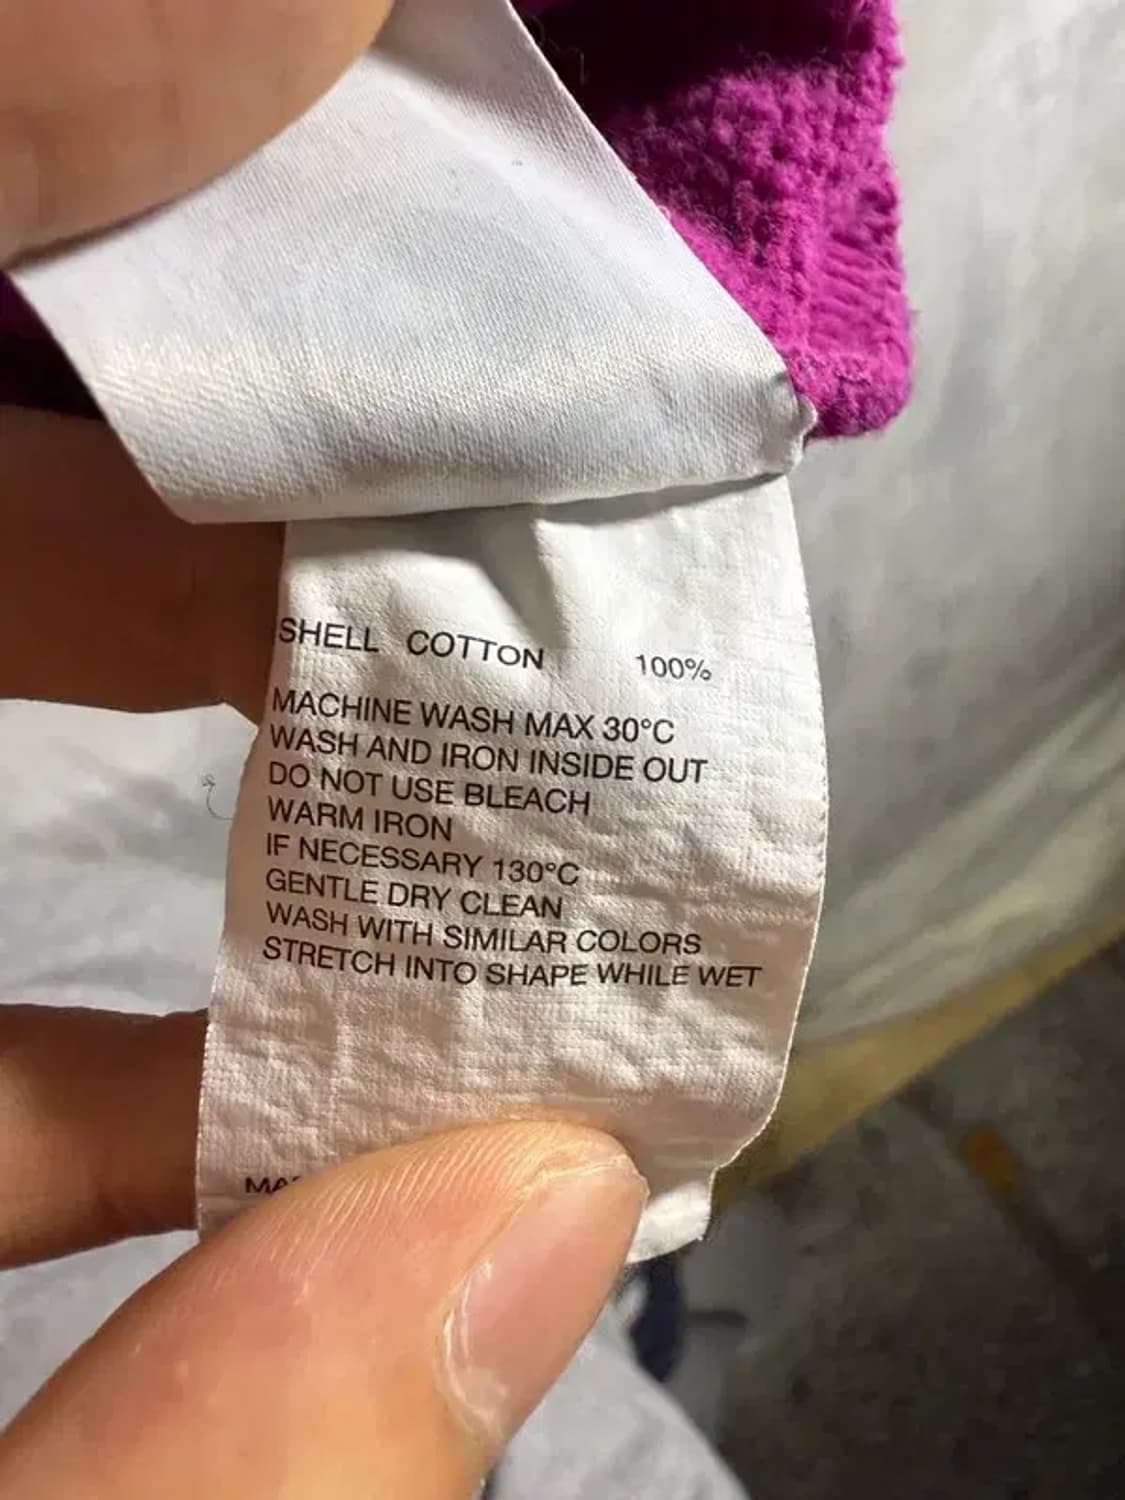 SHELL COTTON 100%
MACHINE WASH MAX 30°C
WASH AND IRON INSIDE OUT
DO NOT USE BLEACH
WARM IRON
IF NECESSARY 130°C
GENTLE DRY CLEAN
WASH WITH SIMILAR COLORS
STRETCH INTO SHAPE WHILE WET